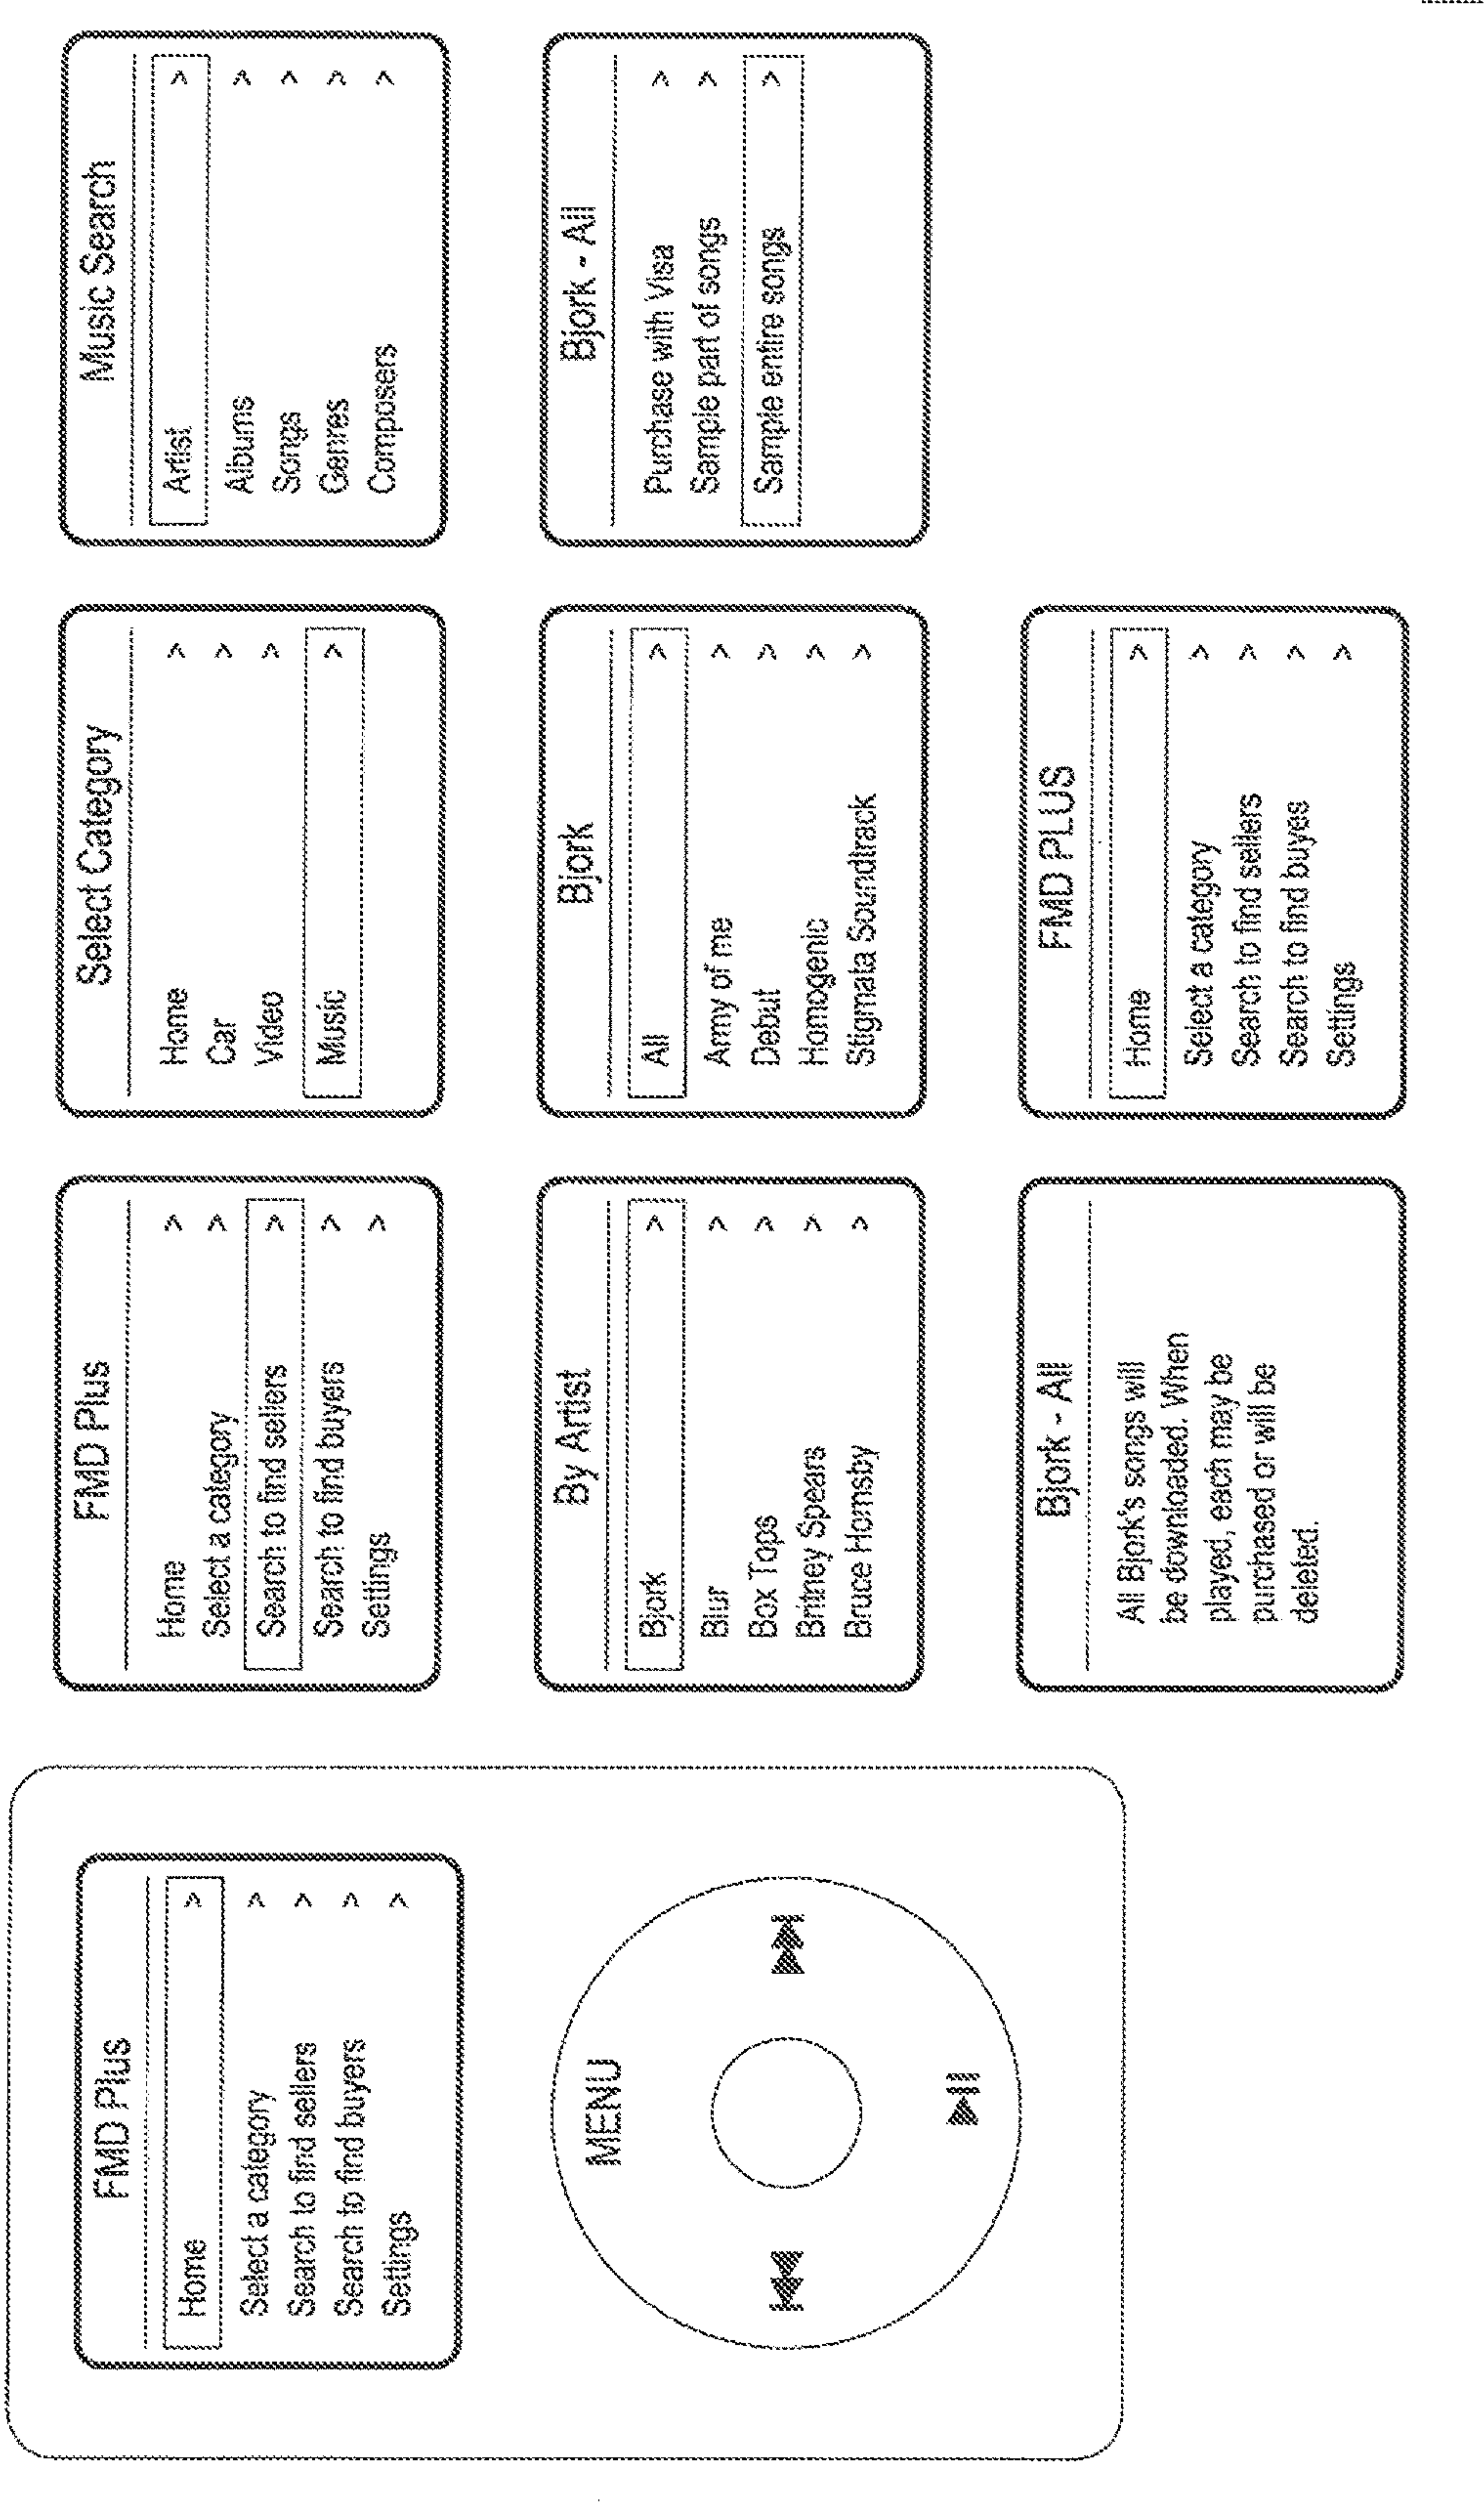 FMD Plus
Home >
Select a category >
Search to find sellers >
Search to find buyers >
Settings >
MENU
FMD Plus
Home >
Select a category >
Search to find sellers >
Search to find buyers >
Settings >
Select Category
Home >
Car >
Video >
Music >
Music Search
Artist >
Albums >
Songs >
Genres >
Composers >
By Artist
Bjork >
Blur >
Box Tops >
Britney Spears >
Bruce Hornsby >
Bjork
All >
Army of me >
Debut >
Homogenic >
Stigmata Soundtrack >
Bjork - All
Purchase with Visa >
Sample part of songs >
Sample entire songs >
Bjork - All
All Bjork's songs will
be downloaded. When
played, each may be
purchased or will be
deleted.
FMD PLUS
Home >
Select a category >
Search to find sellers >
Search to find buyes >
Settings >